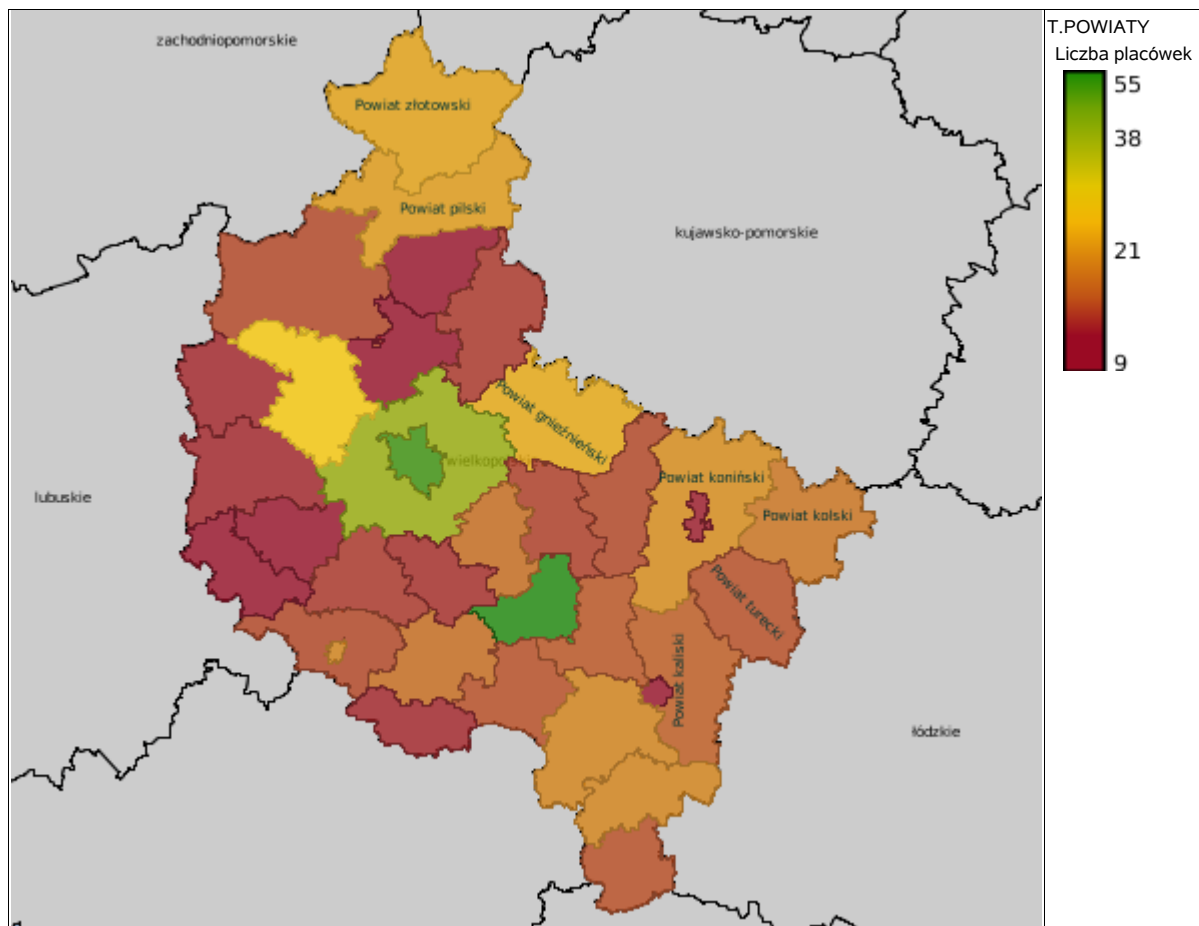 T.POWIATY
Liczba placówek
55
38
21
9
zachodniopomorskie
Powiat złotowski
Powiat pilski
kujawsko-pomorskie
Powiat gnieźnieński
wielkopolskie
Powiat koniński
lubuskie
Powiat kolski
Powiat turecki
Powiat kaliski
łódzkie